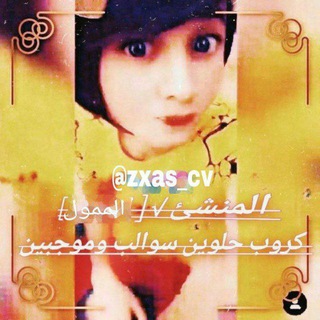 @zxas_cv
المنشئ √ [ ' الممول ]
كروب حلوين سوالب وموجبين